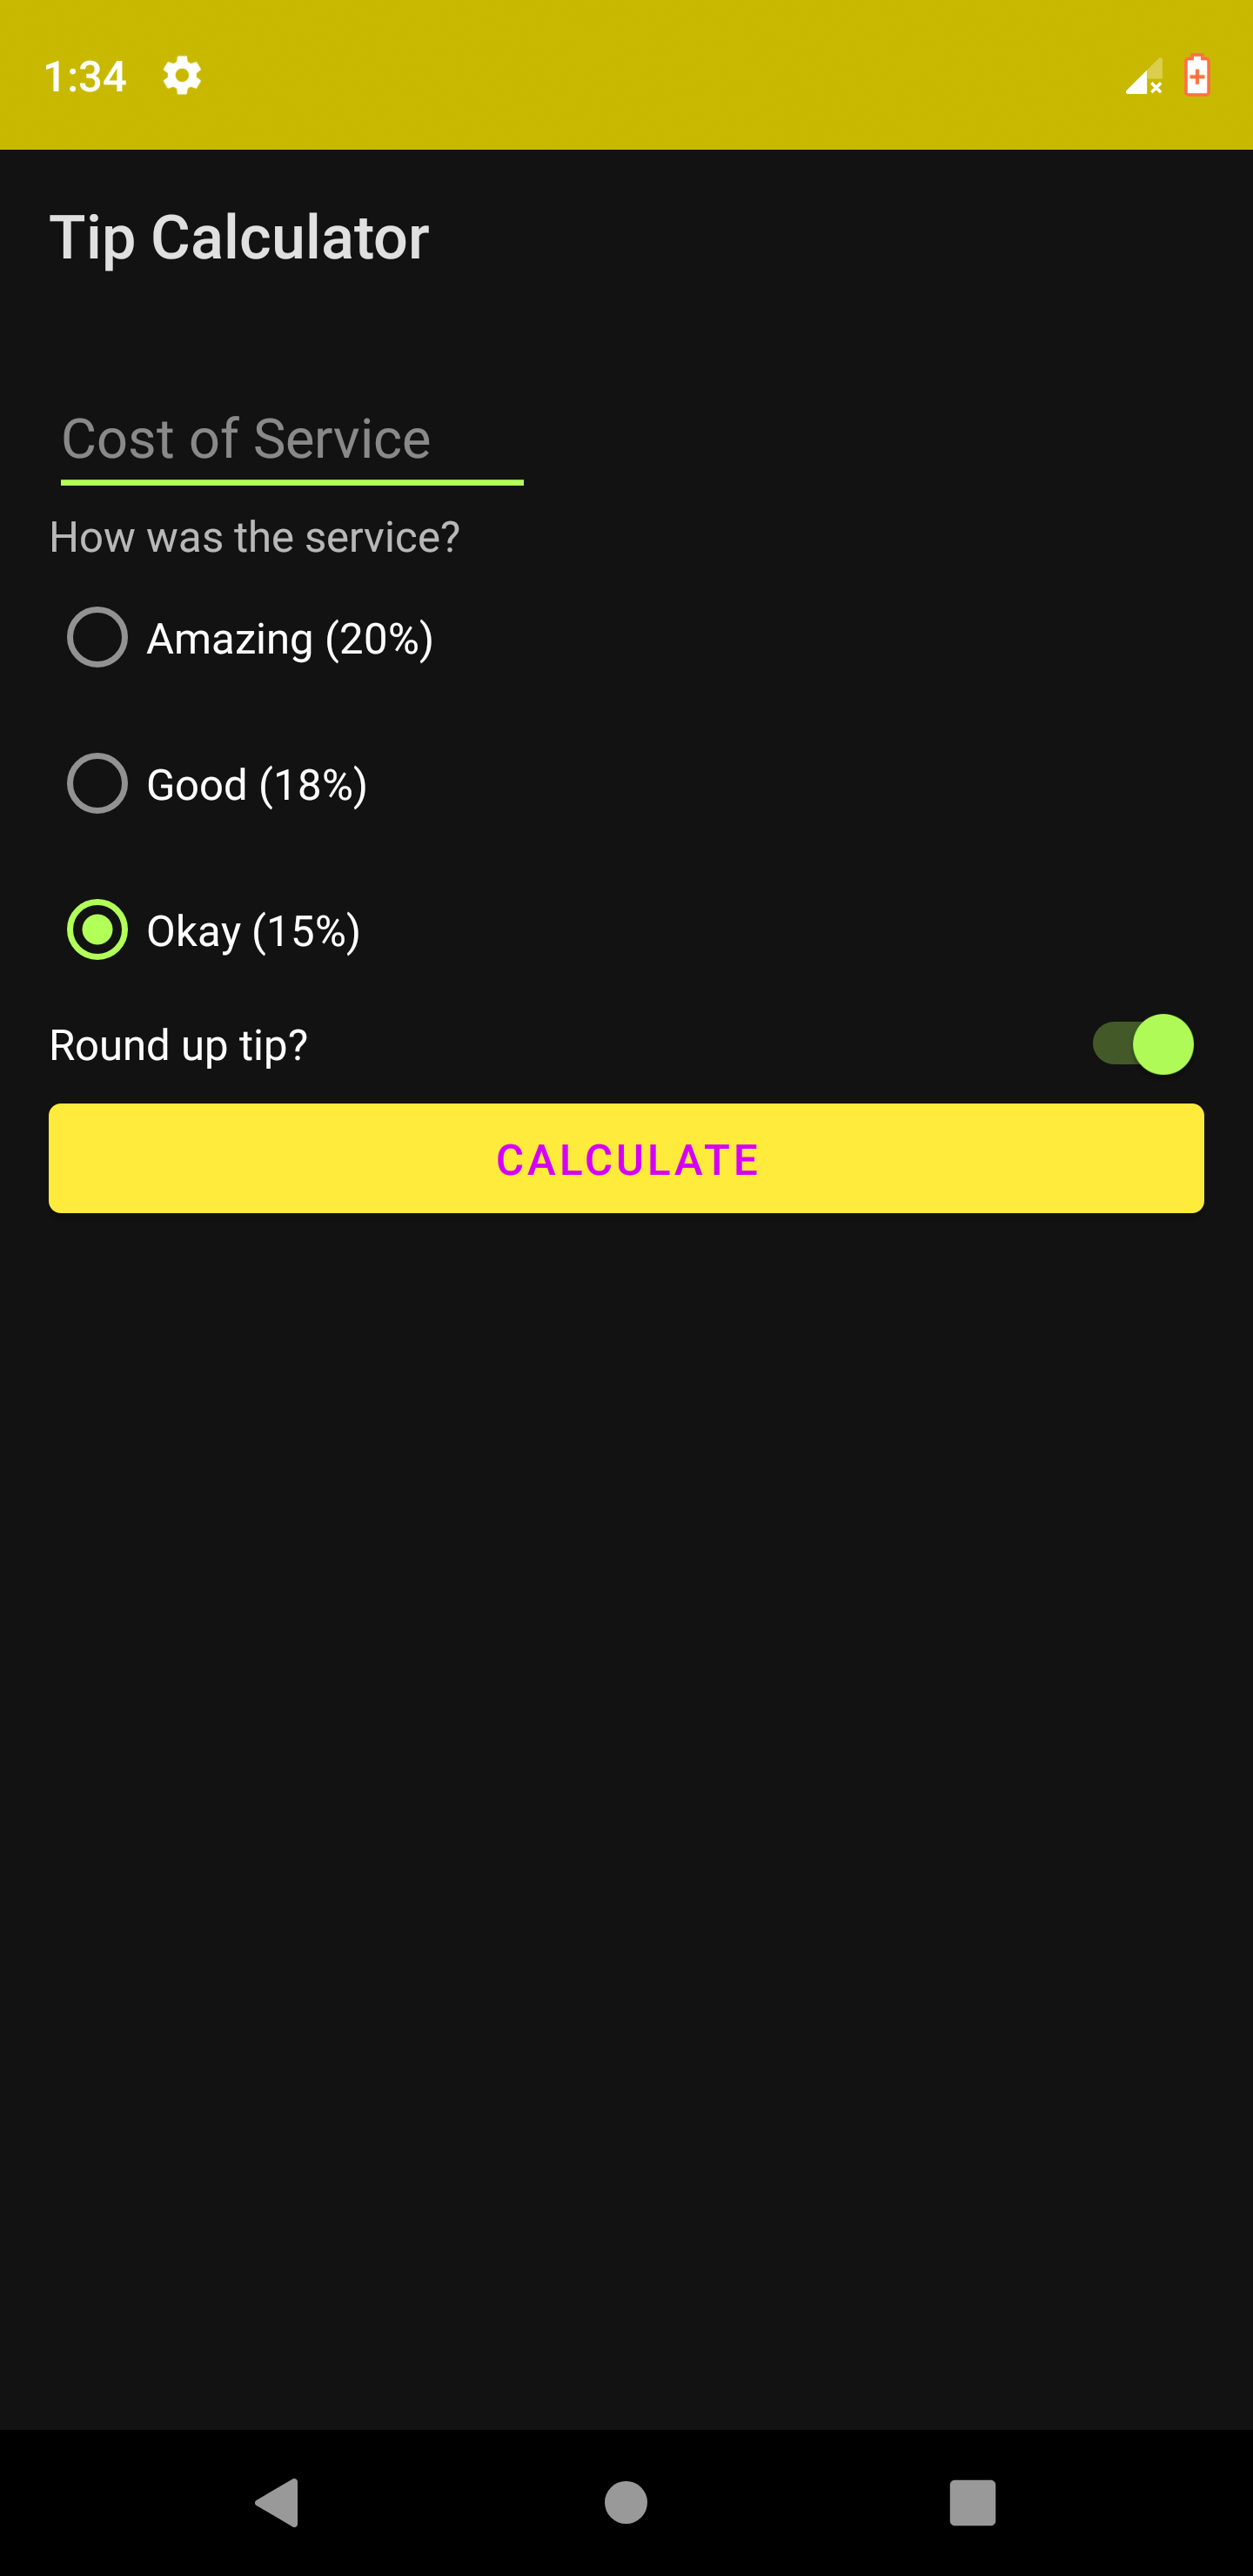 1:34
Tip Calculator
Cost of Service
How was the service?
Amazing (20%)
Good (18%)
Okay (15%)
Round up tip?
CALCULATE